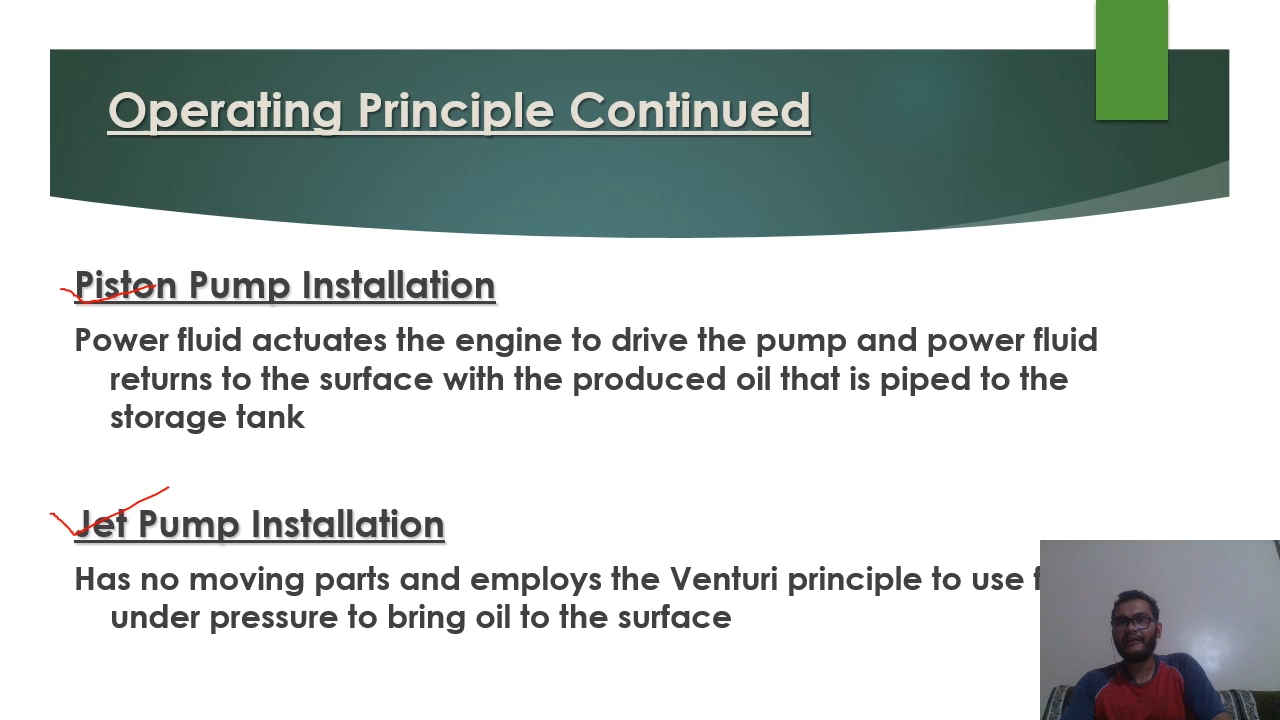 Operating Principle Continued
Piston Pump Installation
Power fluid actuates the engine to drive the pump and power fluid
returns to the surface with the produced oil that is piped to the
storage tank
Jet Pump Installation
Has no moving parts and employs the Venturi principle to use
under pressure to bring oil to the surface